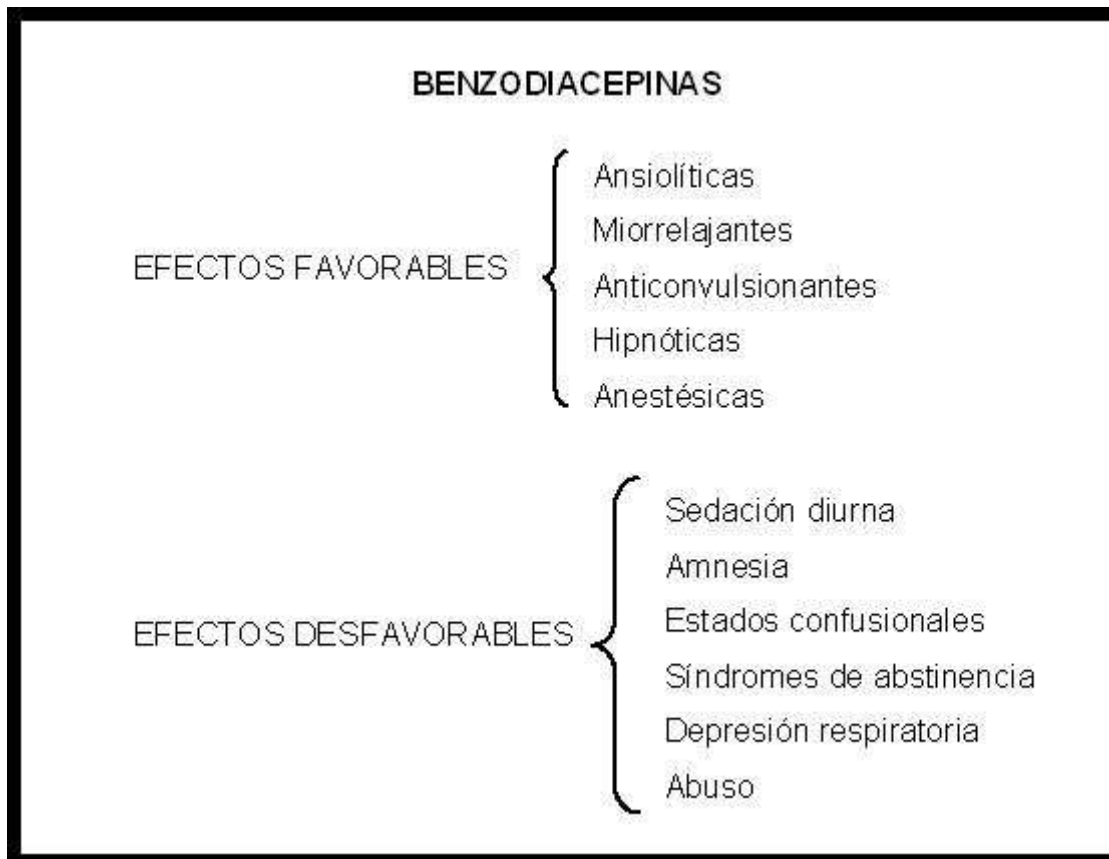 BENZODIACEPINAS
EFECTOS FAVORABLES
Ansiolíticas
Miorrelajantes
Anticonvulsionantes
Hipnóticas
Anestésicas
EFECTOS DESFAVORABLES
Sedación diurna
Amnesia
Estados confusionales
Síndromes de abstinencia
Depresión respiratoria
Abuso